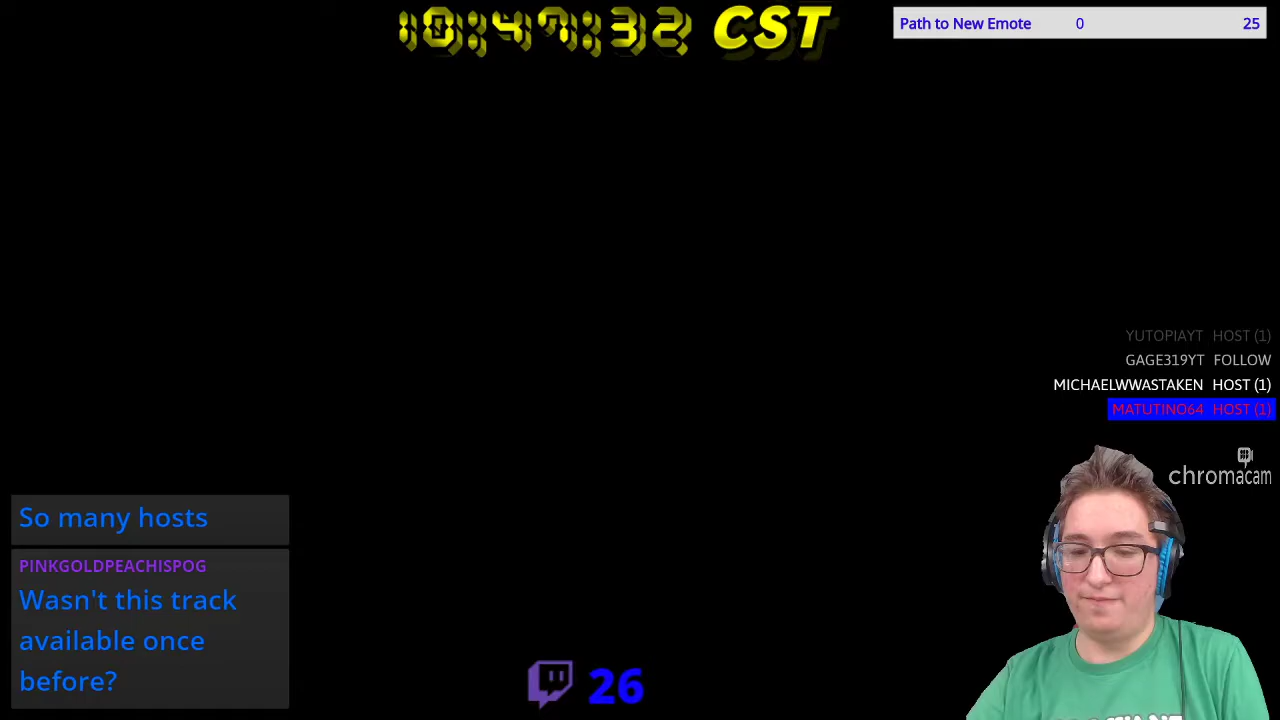 10:47:32 CST
Path to New Emote 0 25
YUTOPIAYT HOST (1)
GAGE319YT FOLLOW
MICHAELWWASTAKEN HOST (1)
MATUTINO64 HOST (1)
chromacam
So many hosts
PINKGOLDPEACHISPOG
Wasn't this track
available once
before?
26